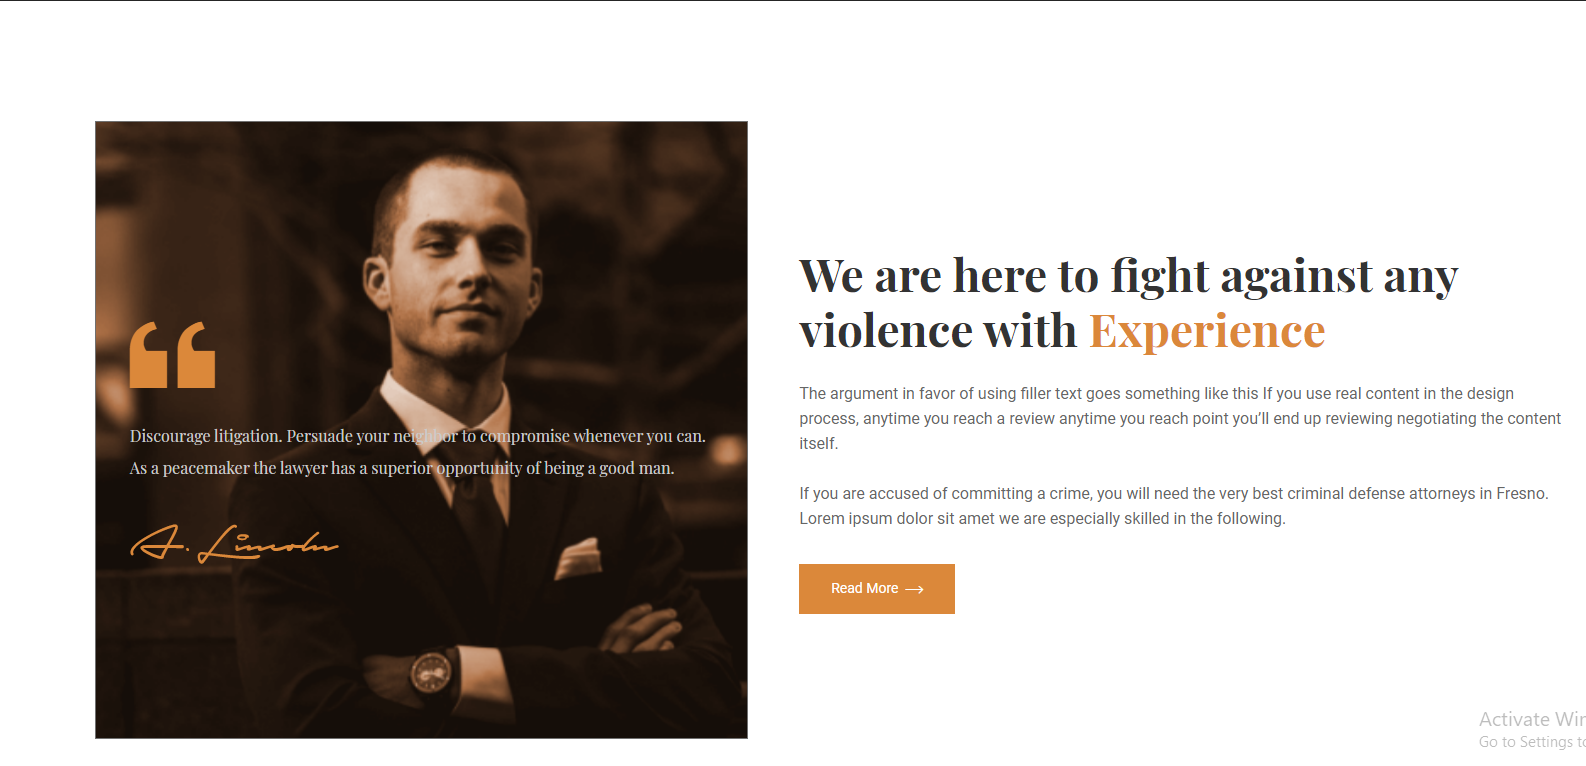 Discourage litigation. Persuade your neighbor to compromise whenever you can.
As a peacemaker the lawyer has a superior opportunity of being a good man.
A. Lincoln
We are here to fight against any
violence with Experience
The argument in favor of using filler text goes something like this If you use real content in the design
process, anytime you reach a review anytime you reach point you’ll end up reviewing negotiating the content
itself.
If you are accused of committing a crime, you will need the very best criminal defense attorneys in Fresno.
Lorem ipsum dolor sit amet we are especially skilled in the following.
Read More →
Activate Win
Go to Settings to